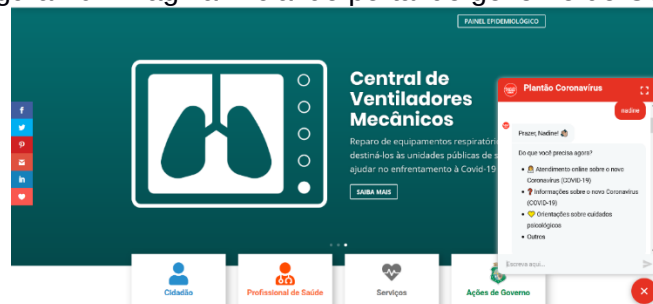 PAINEL EPIDEMIOLÓGICO
Central de
Ventiladores
Mecânicos
Reparo de equipamentos respiratóri
destiná-los às unidades públicas de s
ajudar no enfrentamento à Covid-19
SAIBA MAIS
Plantão Coronavírus
nadine
Prazer, Nadine!
Do que você precisa agora?
Atendimento online sobre o novo
Coronavírus (COVID-19)
Informações sobre o novo Coronavírus
(COVID-19)
Orientações sobre cuidados
psicológicos
Outros
Escreva aqui...
Cidadão
Profissional de Saúde
Serviços
Ações de Governo